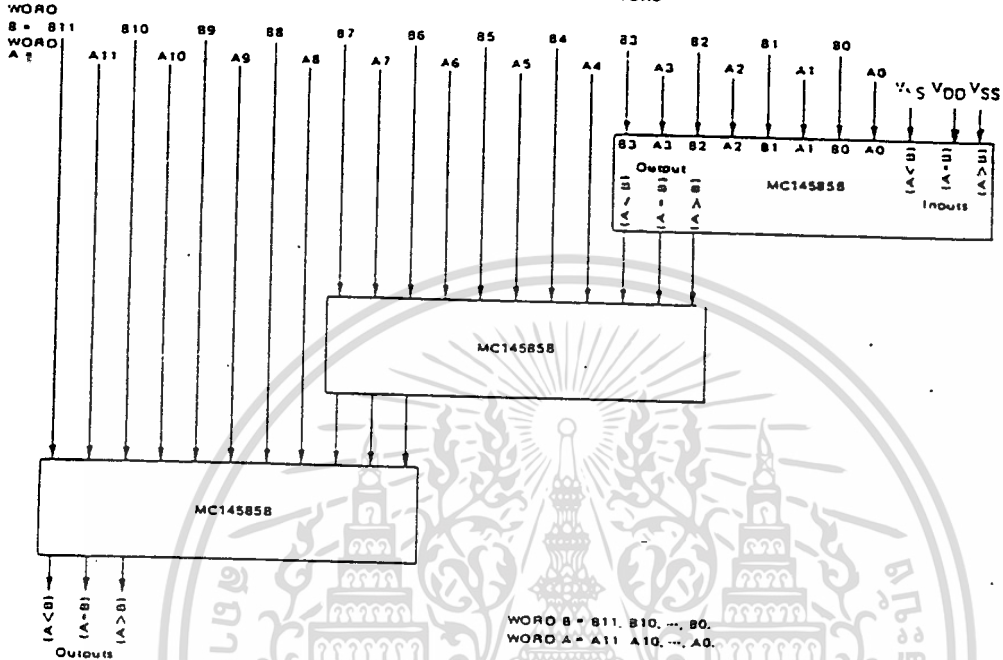 WORD
B = B11 B10 B9 B8 B7 B6 B5 B4 B3 B2 B1 B0
WORD
A = A11 A10 A9 A8 A7 A6 A5 A4 A3 A2 A1 A0
VSS VDD VSS
B3 A3 B2 A2 B1 A1 B0 A0 (A < B) (A = B) (A > B)
Output
(A < B) (A = B) (A > B)
MC14585B
Inputs
MC14585B
MC14585B
(A < B) (A = B) (A > B)
Outputs
WORD B = B11, B10, ···, B0.
WORD A = A11 A10, ···, A0.